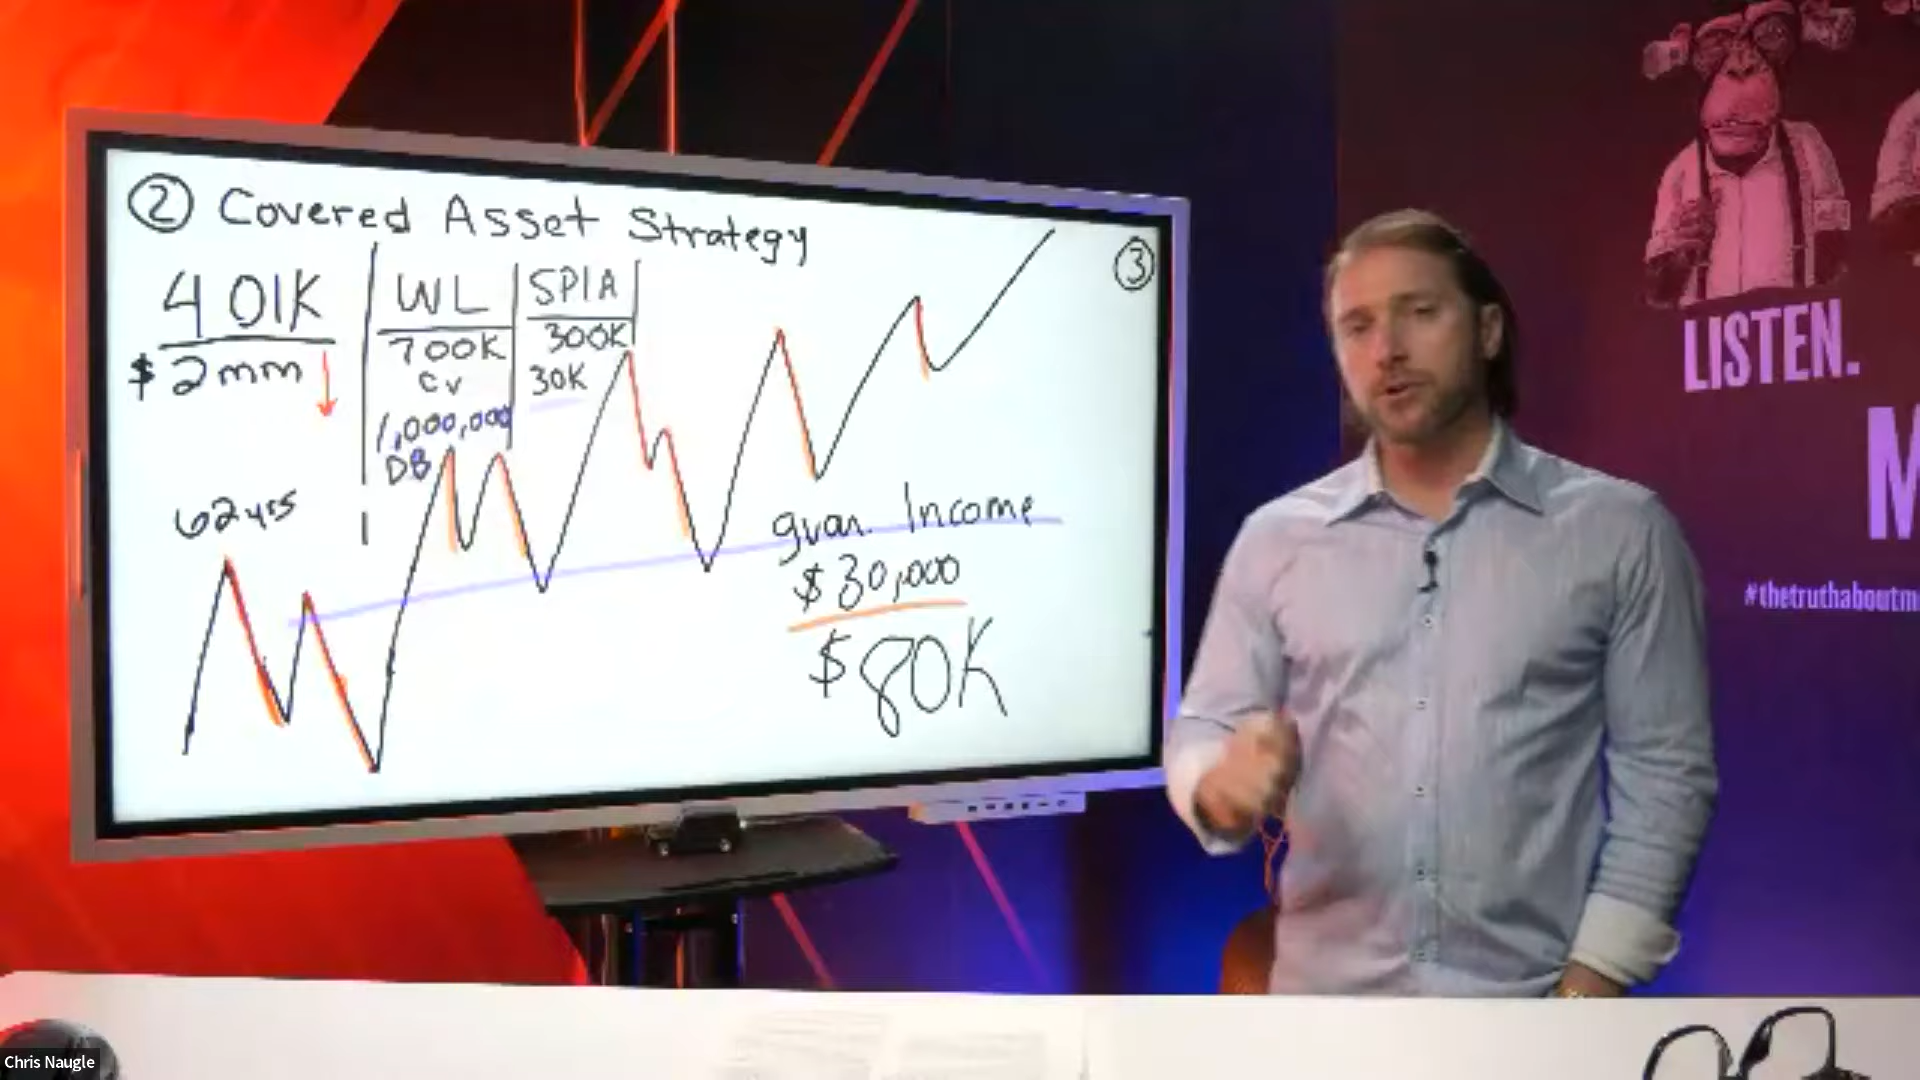 ② Covered Asset Strategy
③
401K
$2mm
WL
700K
CV
1,000,000
DB
SPIA
300K
30K
62yrs
guar. Income
$30,000
$80K
LISTEN.
M
#thetruthaboutm
Chris Naugle